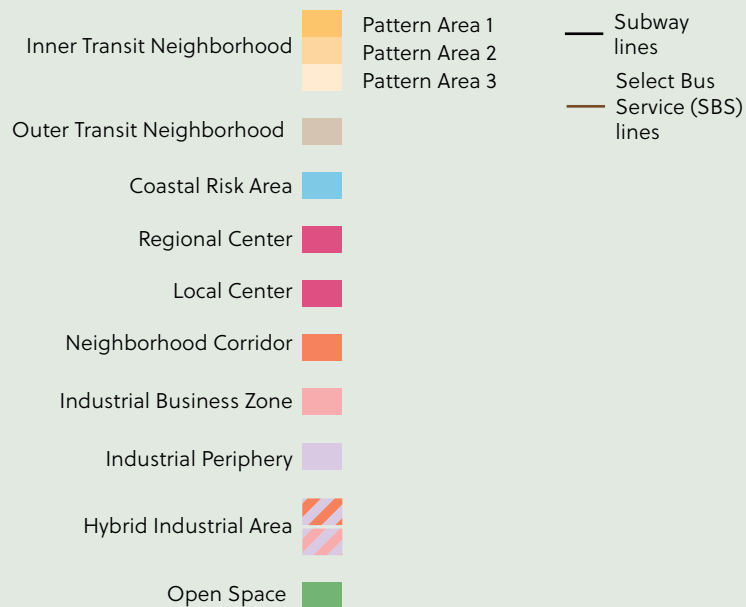 Inner Transit Neighborhood
Pattern Area 1
Pattern Area 2
Pattern Area 3
Outer Transit Neighborhood
Coastal Risk Area
Regional Center
Local Center
Neighborhood Corridor
Industrial Business Zone
Industrial Periphery
Hybrid Industrial Area
Open Space
Subway
lines
Select Bus
Service (SBS)
lines